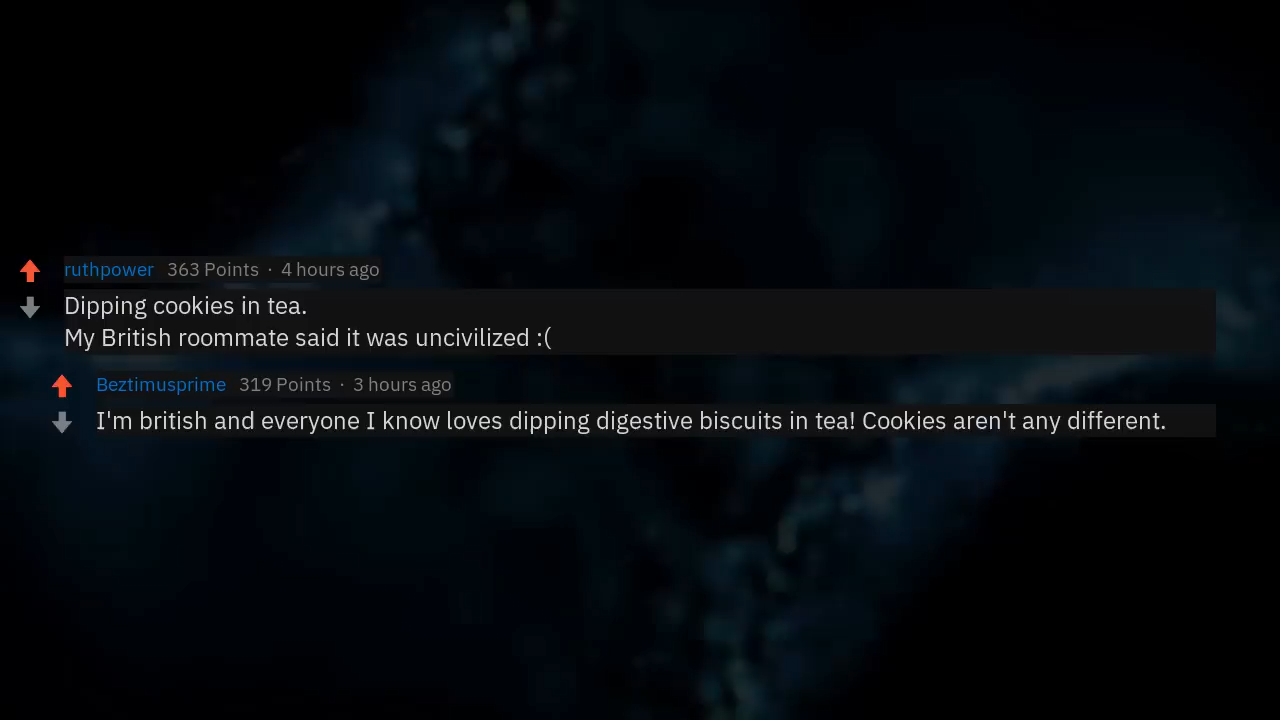 ruthpower 363 Points · 4 hours ago
Dipping cookies in tea.
My British roommate said it was uncivilized :(
Beztimusprime 319 Points · 3 hours ago
I'm british and everyone I know loves dipping digestive biscuits in tea! Cookies aren't any different.